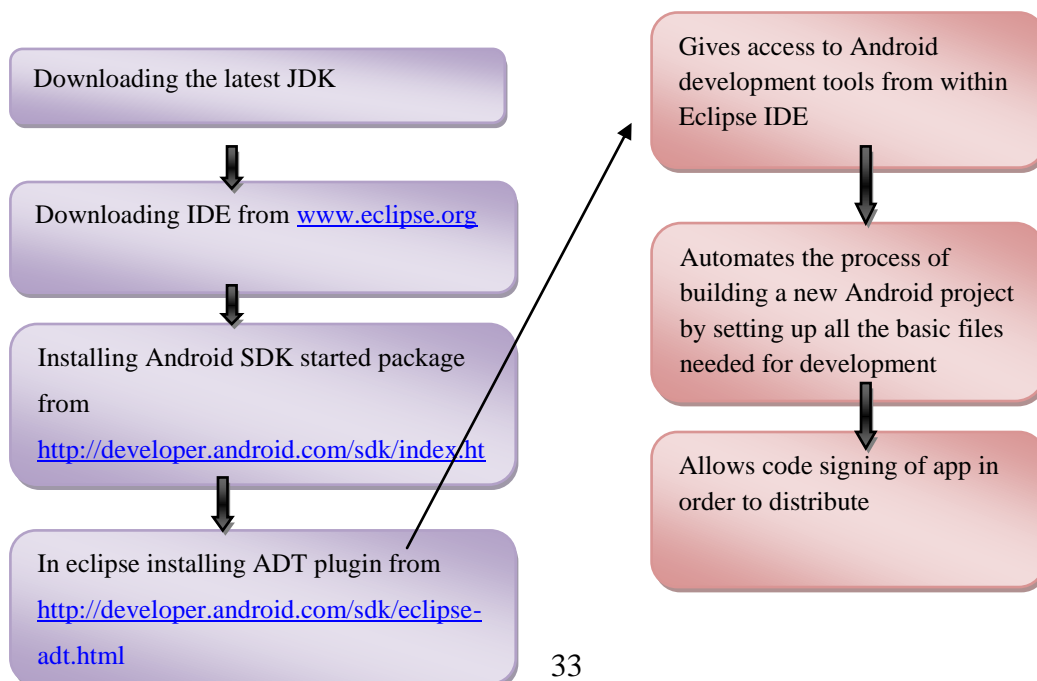 Downloading the latest JDK
Downloading IDE from www.eclipse.org
Installing Android SDK started package
from
http://developer.android.com/sdk/index.ht
In eclipse installing ADT plugin from
http://developer.android.com/sdk/eclipse-
adt.html
Gives access to Android
development tools from within
Eclipse IDE
Automates the process of
building a new Android project
by setting up all the basic files
needed for development
Allows code signing of app in
order to distribute
33